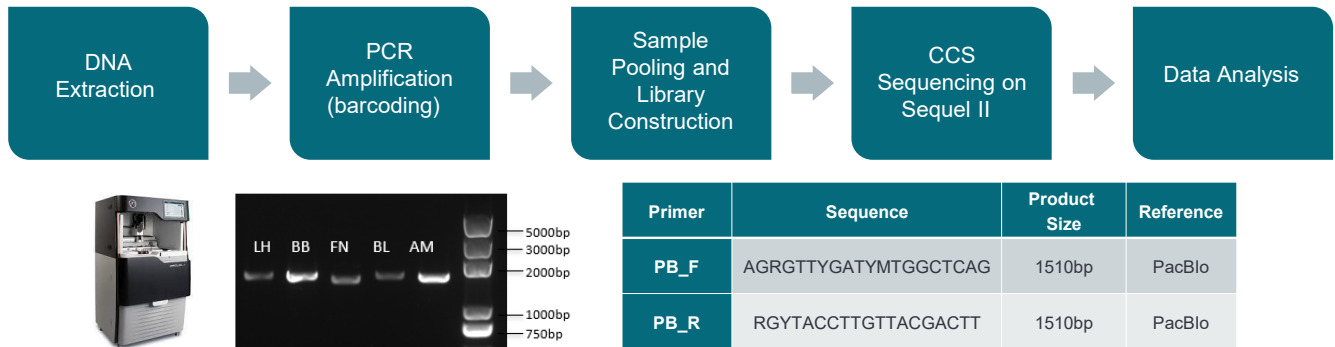 DNA
Extraction
PCR
Amplification
(barcoding)
Sample
Pooling and
Library
Construction
CCS
Sequencing on
Sequel II
Data Analysis
LH BB FN BL AM
5000bp
3000bp
2000bp
1000bp
750bp
Primer Sequence Product Size Reference
PB_F AGRGTTYGATYMTGGCTCAG 1510bp PacBlo
PB_R RGYTACCTTGTTACGACTT 1510bp PacBlo